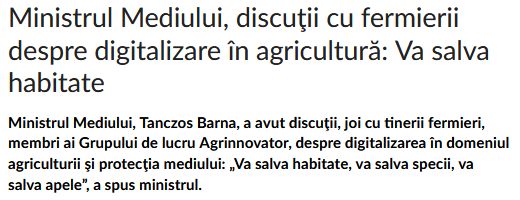 Ministrul Mediului, discuţii cu fermierii
despre digitalizare în agricultură: Va salva
habitate
Ministrul Mediului, Tanczos Barna, a avut discuţii, joi cu tinerii fermieri,
membri ai Grupului de lucru Agrinnovator, despre digitalizarea în domeniul
agriculturii şi protecţia mediului: „Va salva habitate, va salva specii, va
salva apele”, a spus ministrul.